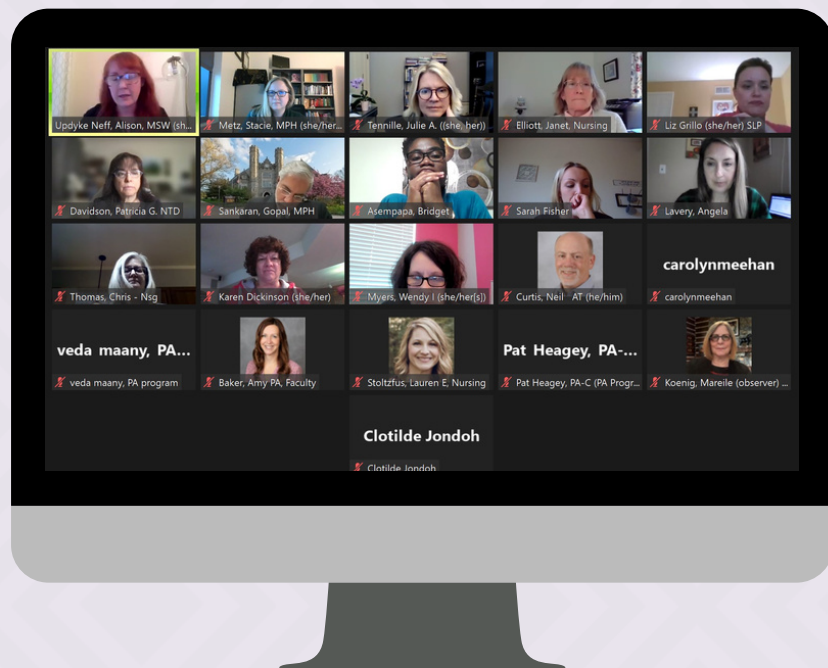 Updyke Neff, Alison, MSW (sh...
Metz, Stacie, MPH (she/her...
Tennille, Julie A. ((she, her))
Elliott, Janet, Nursing
Liz Grillo (she/her) SLP
Davidson, Patricia G. NTD
Sankaran, Gopal, MPH
Asempapa, Bridget
Sarah Fisher
Lavery, Angela
Thomas, Chris - Nsg
Karen Dickinson (she/her)
Myers, Wendy I (she/her[s])
Curtis, Neil AT (he/him)
carolynmeehan
carolynmeehan
veda maany, PA...
veda maany, PA program
Baker, Amy PA, Faculty
Stoltzfus, Lauren E, Nursing
Pat Heagey, PA-...
Pat Heagey, PA-C (PA Progr...
Koenig, Mareile (observer) ...
Clotilde Jondoh
Clotilde Jondoh